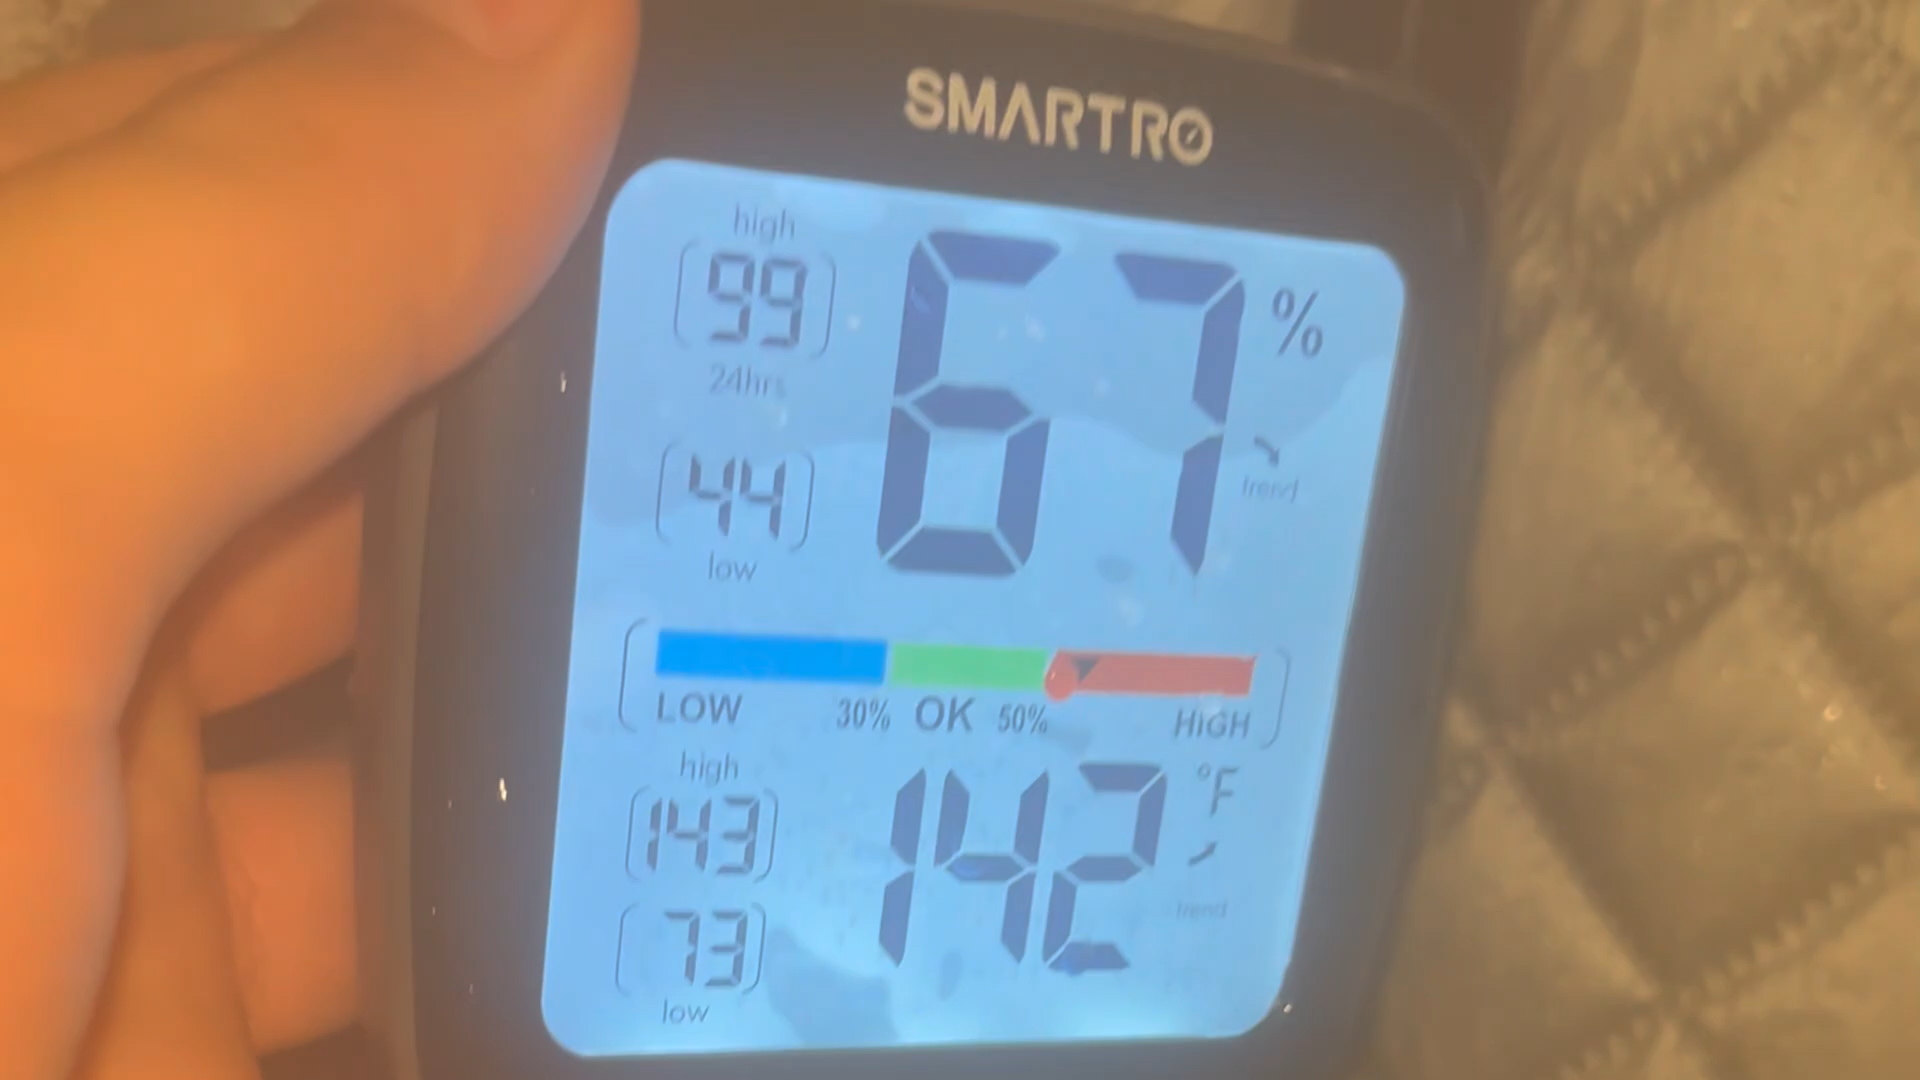 SMARTRO
high
99
24hrs
44
low
67 %
trend
LOW 30% OK 50% HIGH
high
143
73
low
142 °F
trend